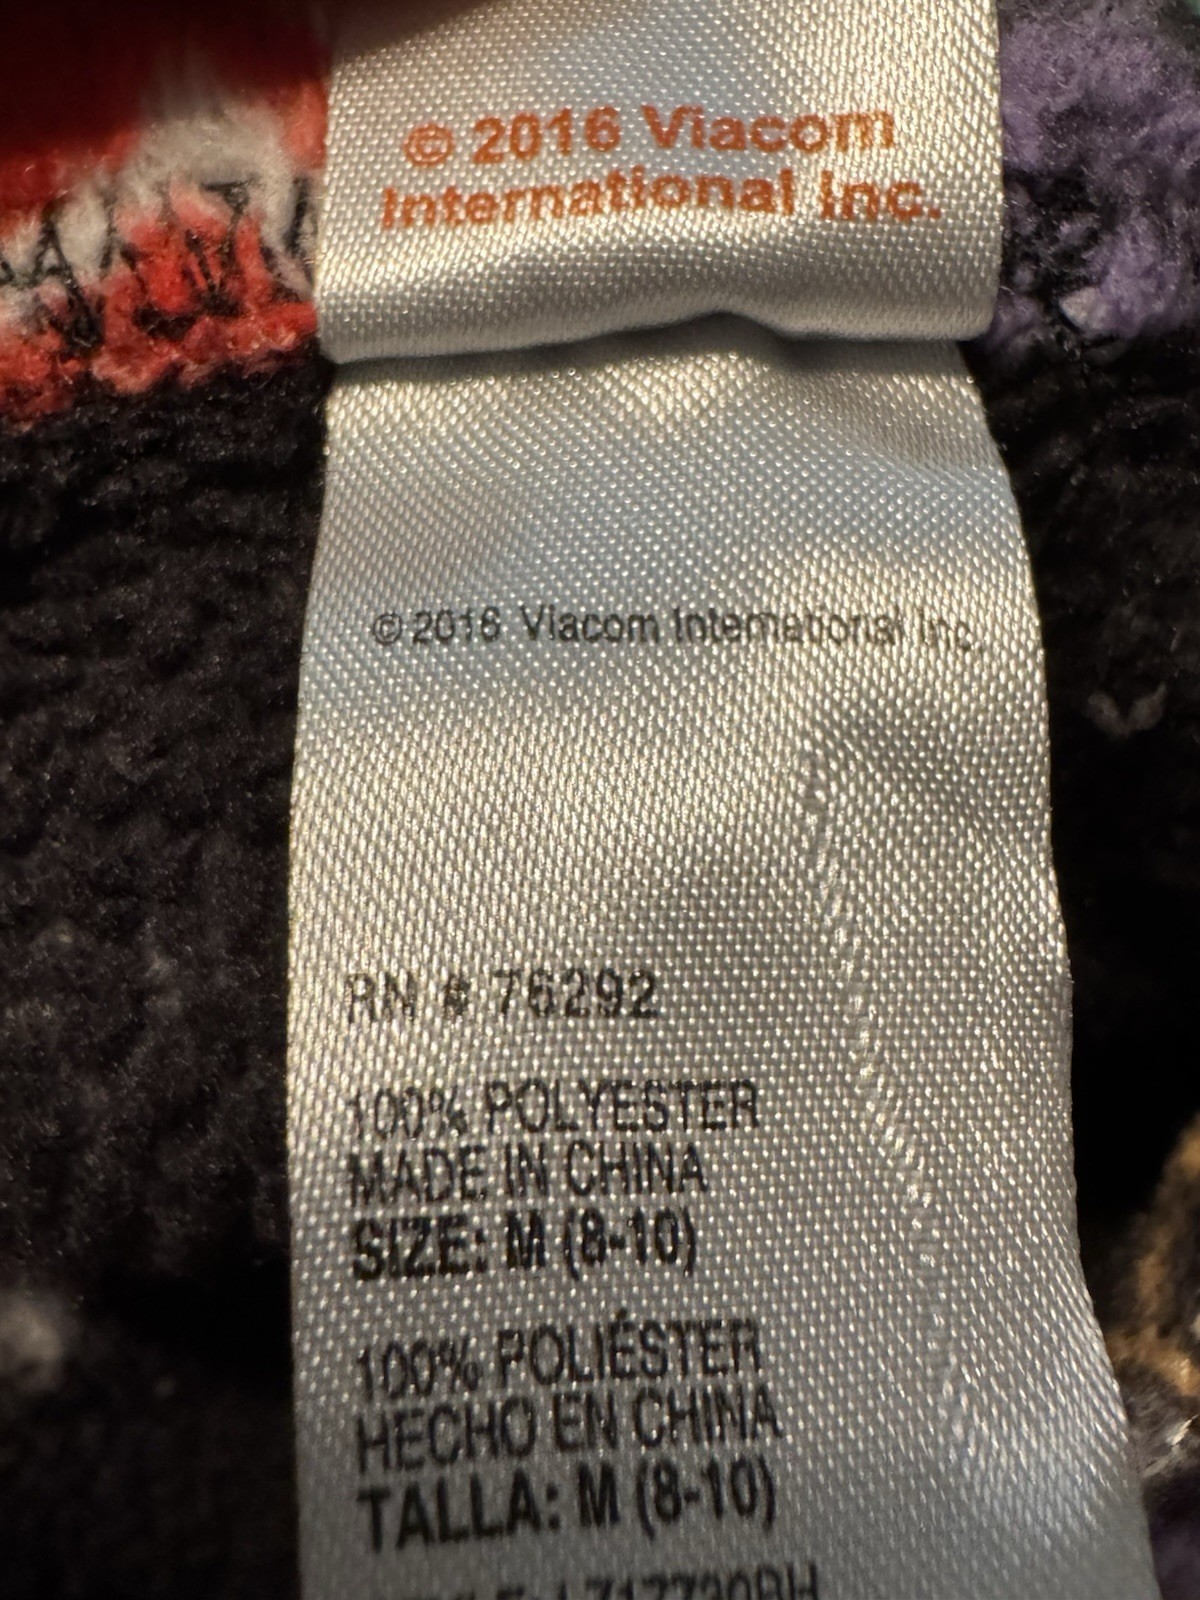 © 2016 Viacom
International Inc.
© 2016 Viacom International Inc.
RN # 76292
100% POLYESTER
MADE IN CHINA
SIZE: M (8-10)
100% POLIÉSTER
HECHO EN CHINA
TALLA: M (8-10)